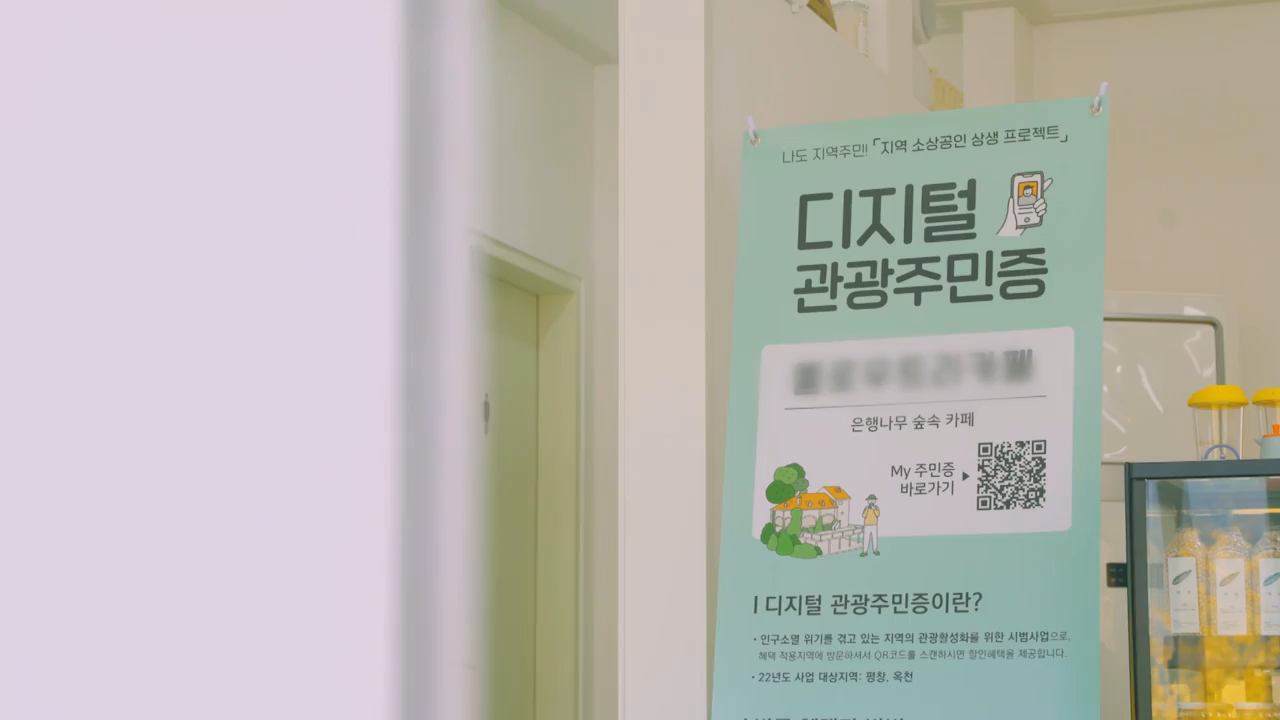 나도 지역주민! 「지역 소상공인 상생 프로젝트」
디지털
관광주민증
은행나무 숲속 카페
My 주민증
바로가기 ▶
| 디지털 관광주민증이란?
• 인구소멸 위기를 겪고 있는 지역의 관광활성화를 위한 시범사업으로,
혜택 적용지역에 방문하셔서 QR코드를 스캔하시면 할인혜택을 제공합니다.
• 22년도 사업 대상지역: 평창, 옥천